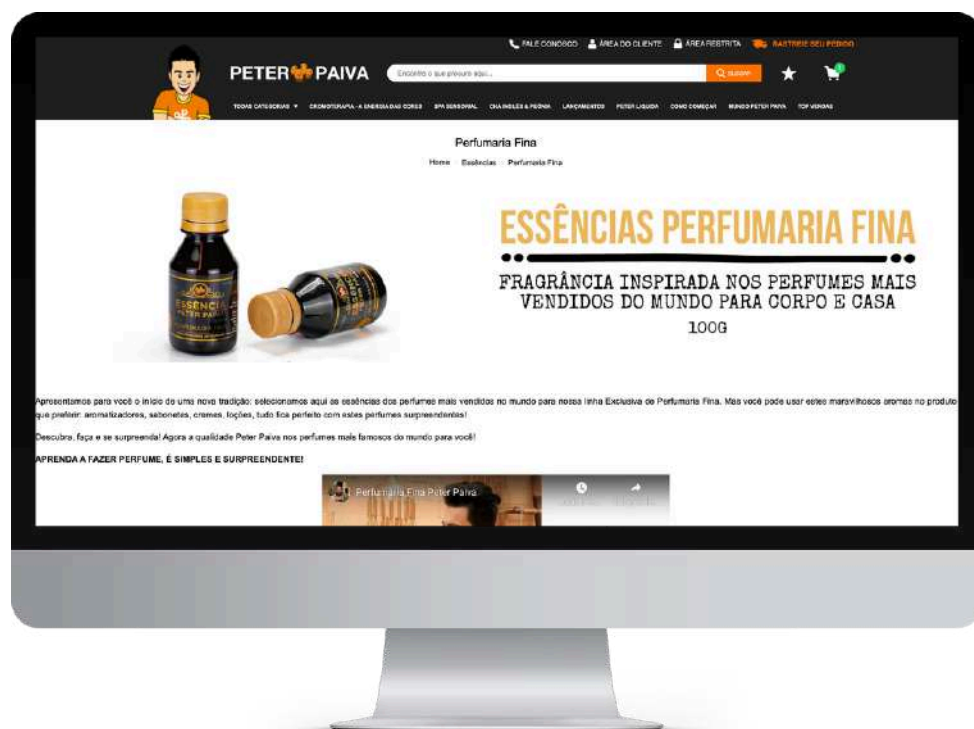 FALE CONOSCO ÁREA DO CLIENTE ÁREA RESTRITA RASTREIE SEU PEDIDO
PETER PAIVA
Encontre o que procura aqui...
BUSCAR
1
TODAS CATEGORIAS CROMOTERAPIA - A ENERGIA DAS CORES SPA SENSORIAL CHÁ INGLÊS & PEÔNIA LANÇAMENTOS PETER LIQUIDA COMO COMEÇAR MUNDO PETER PAIVA TOP VENDAS
Perfumaria Fina
Home Essências Perfumaria Fina
ESSÊNCIAS PERFUMARIA FINA
FRAGRÂNCIA INSPIRADA NOS PERFUMES MAIS
VENDIDOS DO MUNDO PARA CORPO E CASA
100G
ESSÊNCIA
PETER PAIVA
Apresentamos para você o início de uma nova tradição: selecionamos aqui as essências dos perfumes mais vendidos no mundo para nossa linha Exclusiva de Perfumaria Fina. Mas você pode usar estes maravilhosos aromas no produto
que preferir: aromatizadores, sabonetes, cremes, loções, tudo fica perfeito com estes perfumes surpreendentes!
Descubra, faça e se surpreenda! Agora a qualidade Peter Paiva nos perfumes mais famosos do mundo para você!
APRENDA A FAZER PERFUME, É SIMPLES E SURPREENDENTE!
Perfumaria Fina Peter Paiva